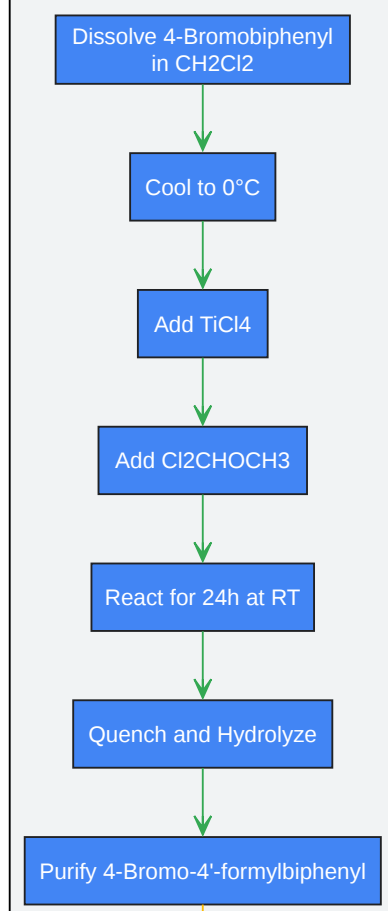 Dissolve 4-Bromobiphenyl
in CH2Cl2
Cool to 0°C
Add TiCl4
Add Cl2CHOCH3
React for 24h at RT
Quench and Hydrolyze
Purify 4-Bromo-4'-formylbiphenyl